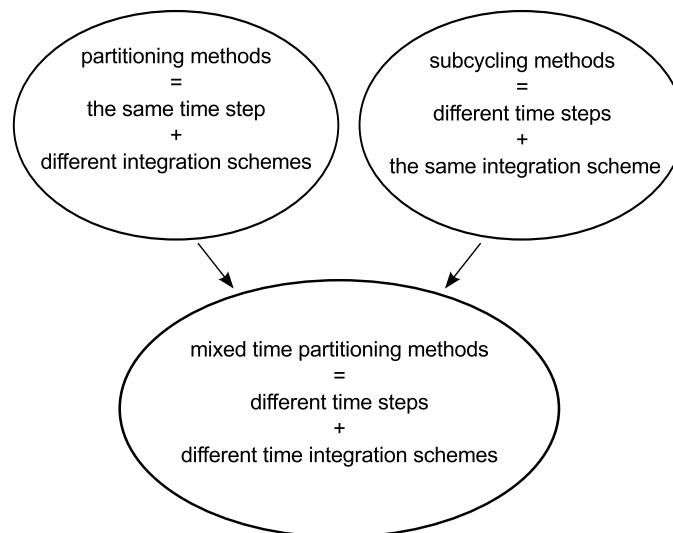 partitioning methods
=
the same time step
+
different integration schemes
subcycling methods
=
different time steps
+
the same integration scheme
mixed time partitioning methods
=
different time steps
+
different time integration schemes